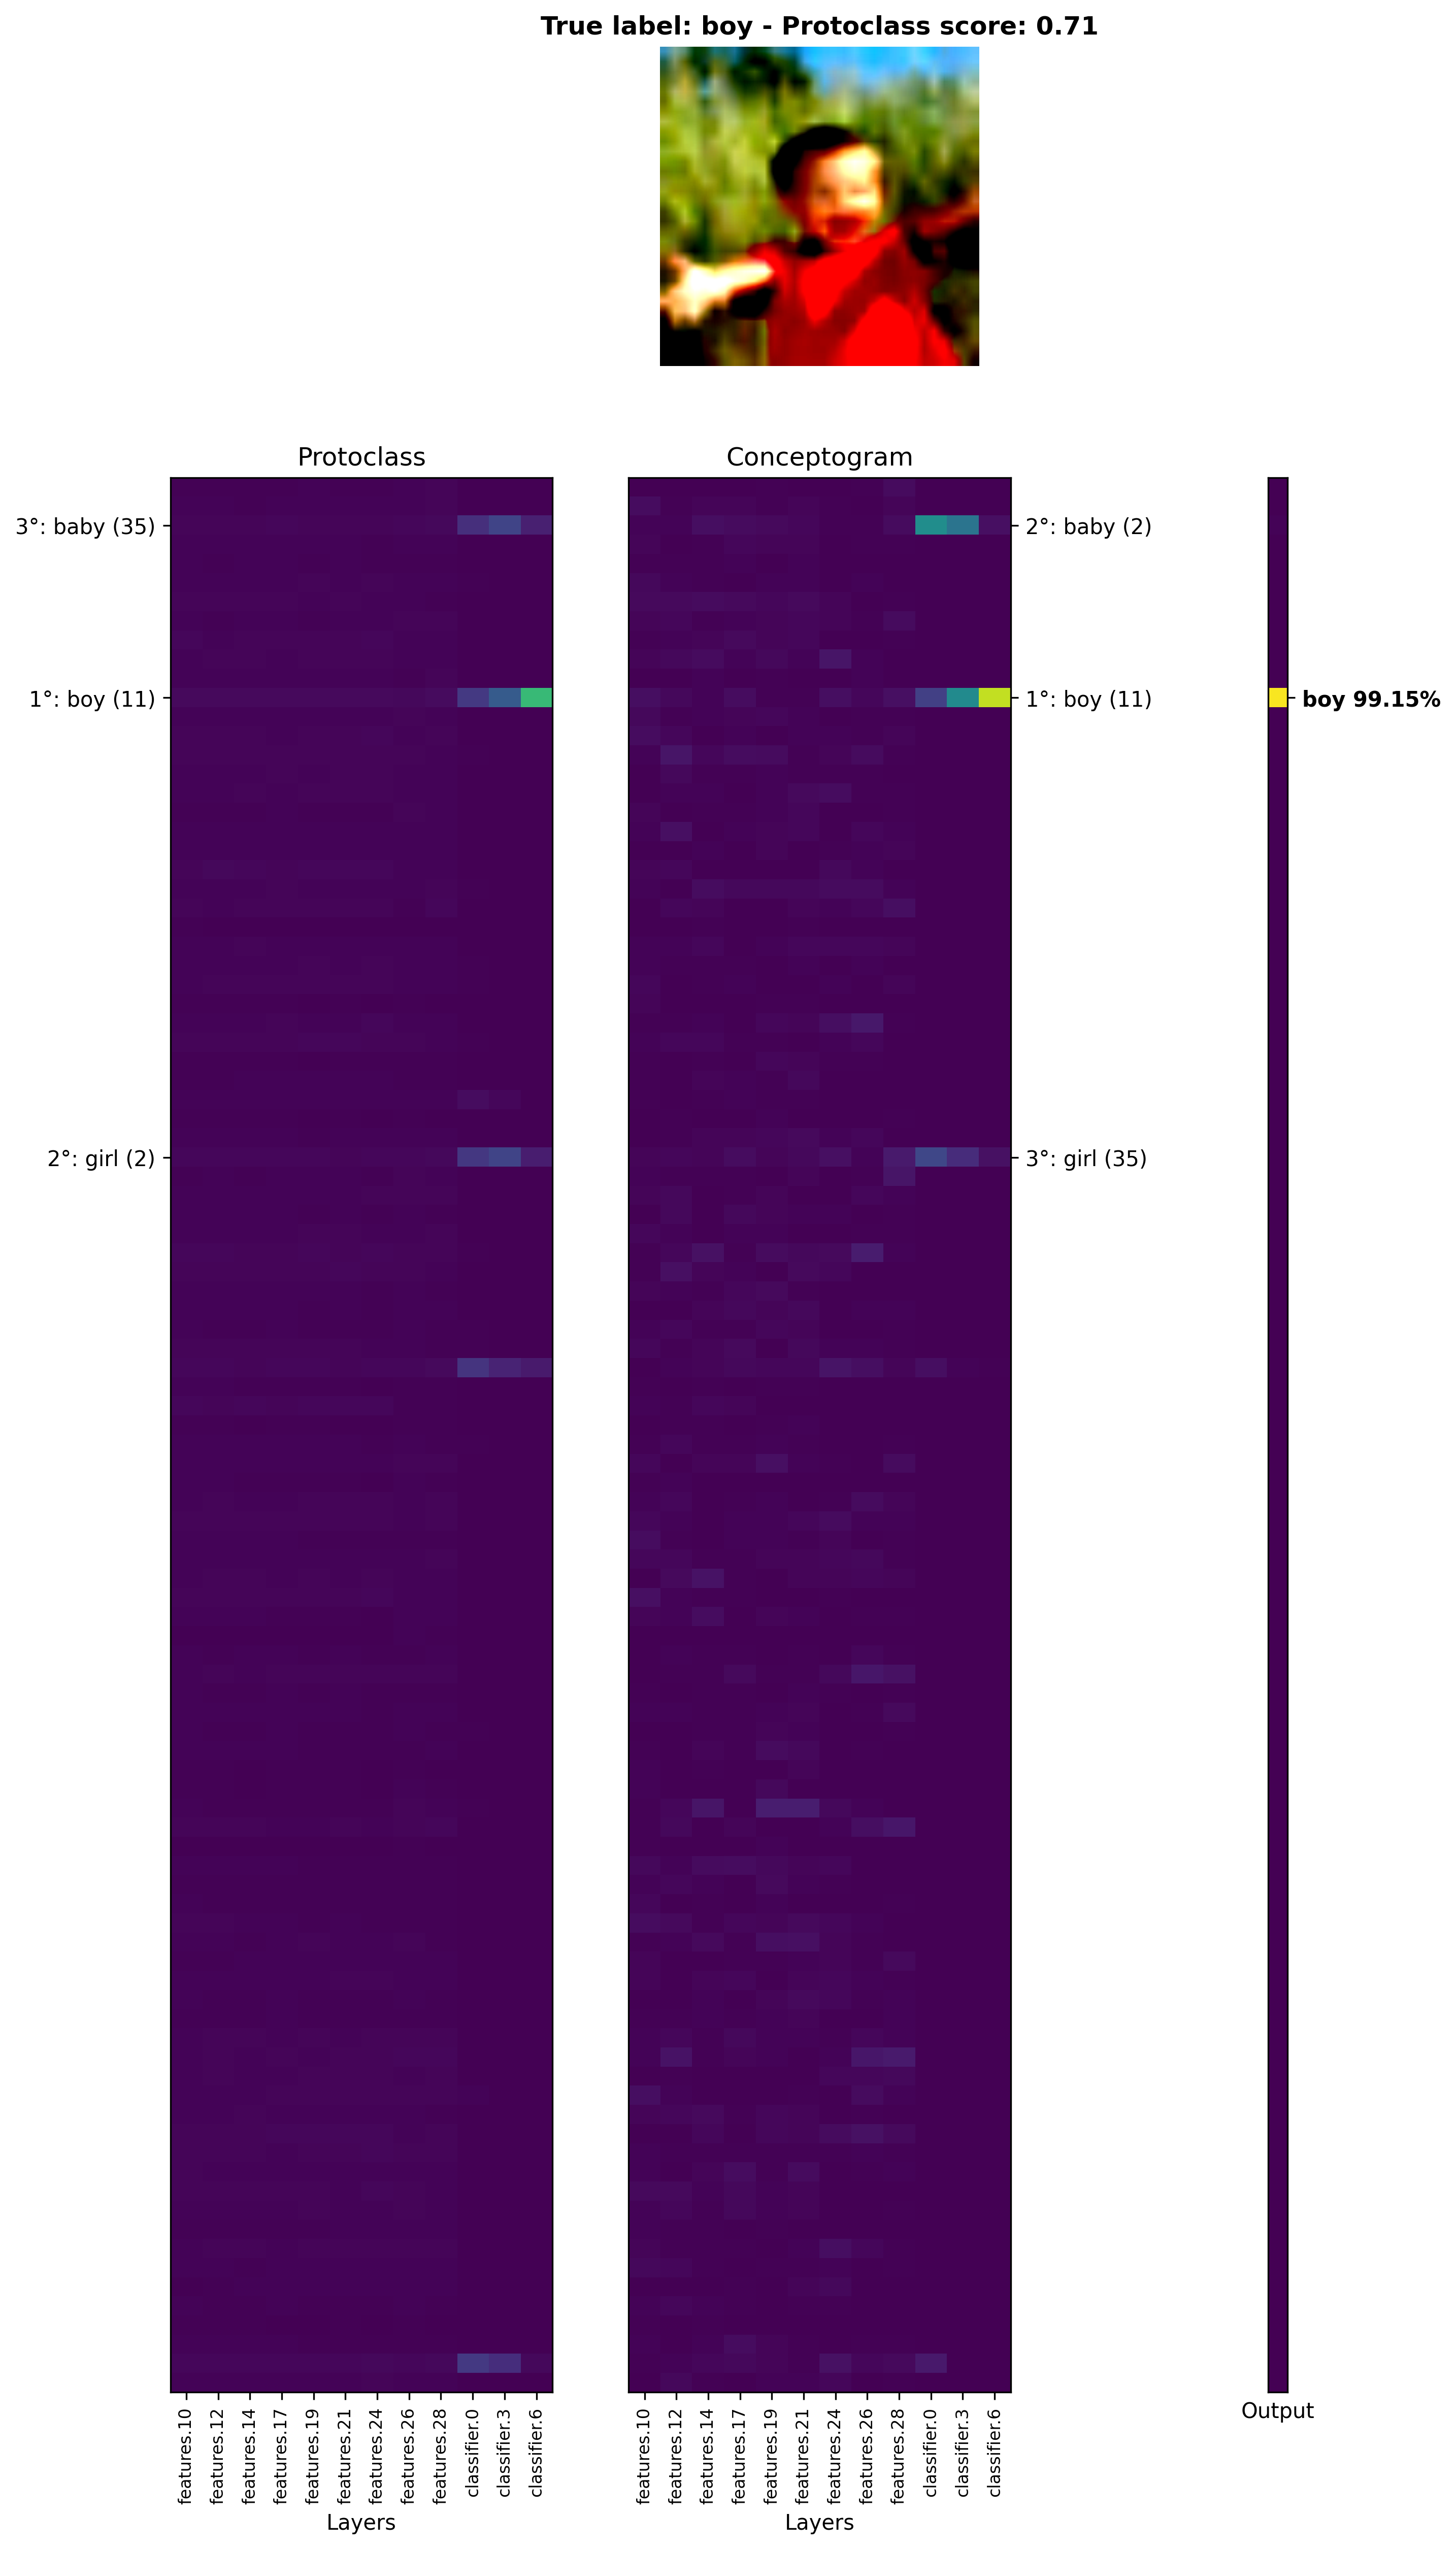 True label: boy - Protoclass score: 0.71
Protoclass
Conceptogram
3°: baby (35)
1°: boy (11)
2°: girl (2)
2°: baby (2)
1°: boy (11)
3°: girl (35)
boy 99.15%
features.10
features.12
features.14
features.17
features.19
features.21
features.24
features.26
features.28
classifier.0
classifier.3
classifier.6
Layers
features.10
features.12
features.14
features.17
features.19
features.21
features.24
features.26
features.28
classifier.0
classifier.3
classifier.6
Layers
Output